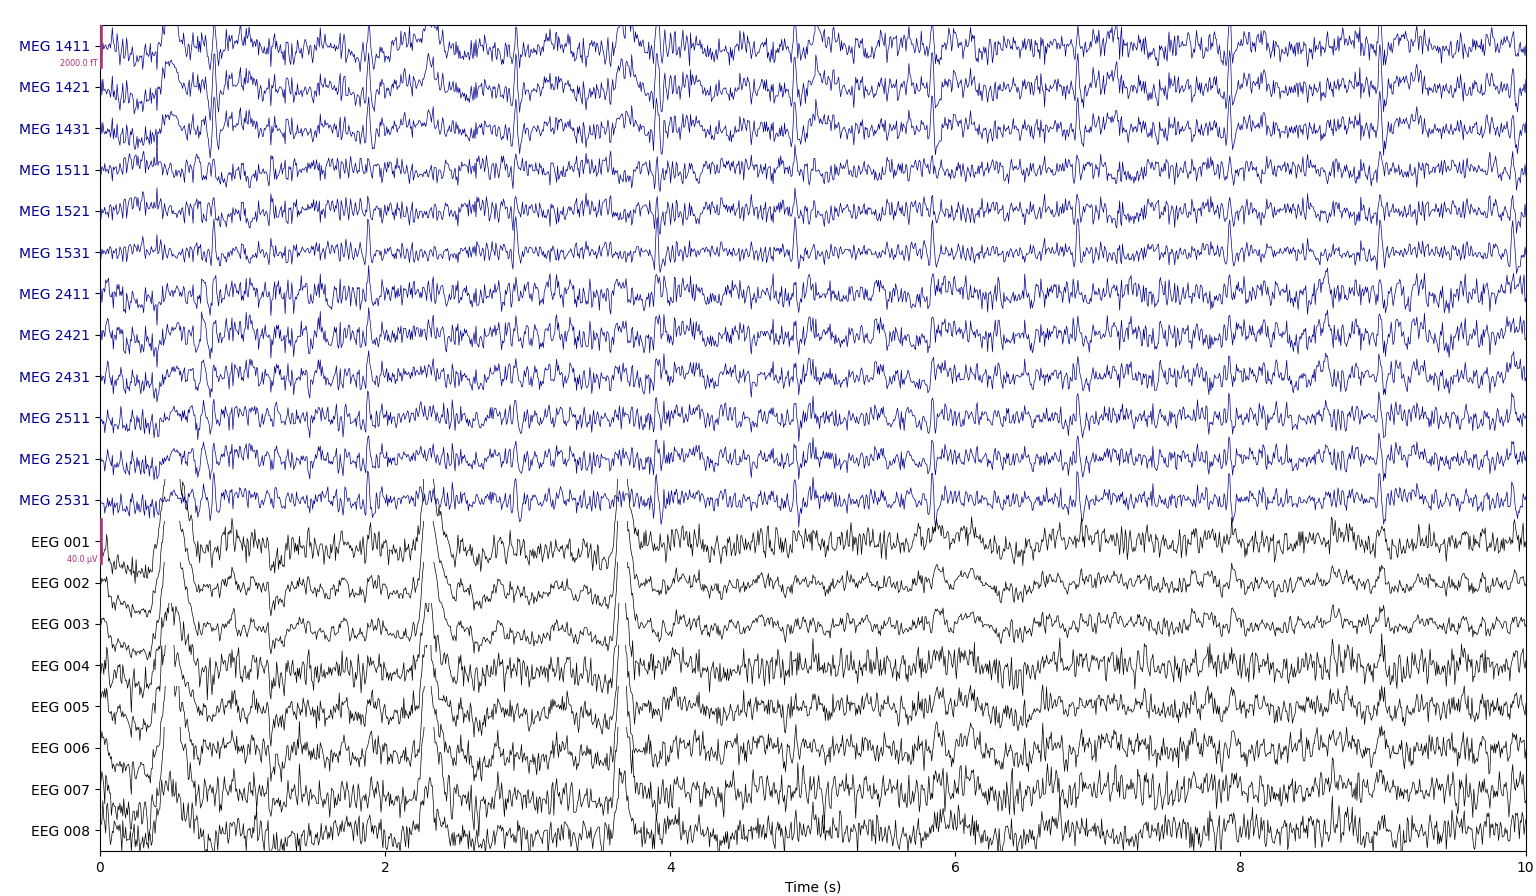 MEG 1411
2000.0 fT
MEG 1421
MEG 1431
MEG 1511
MEG 1521
MEG 1531
MEG 2411
MEG 2421
MEG 2431
MEG 2511
MEG 2521
MEG 2531
EEG 001
40.0 µV
EEG 002
EEG 003
EEG 004
EEG 005
EEG 006
EEG 007
EEG 008
0 2 4 6 8 10
Time (s)